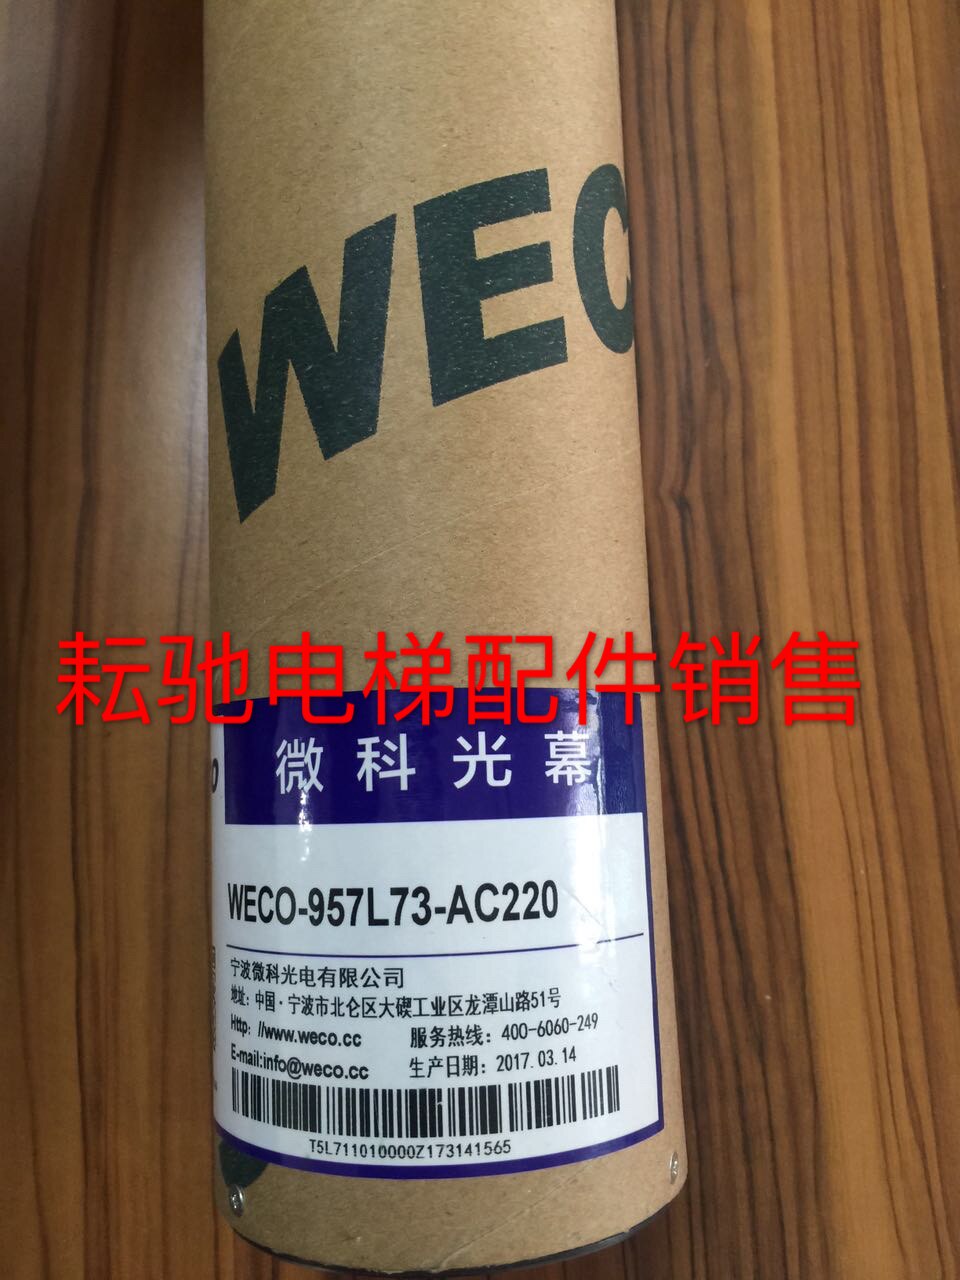 WECO
耘驰电梯配件销售
微科光幕
WECO-957L73-AC220
宁波微科光电有限公司
地址：中国·宁波市北仑区大碶工业区龙潭山路51号
Http：//www.weco.cc 服务热线：400-6060-249
E-mail:info@weco.cc 生产日期：2017.03.14
T5L711010000Z173141565